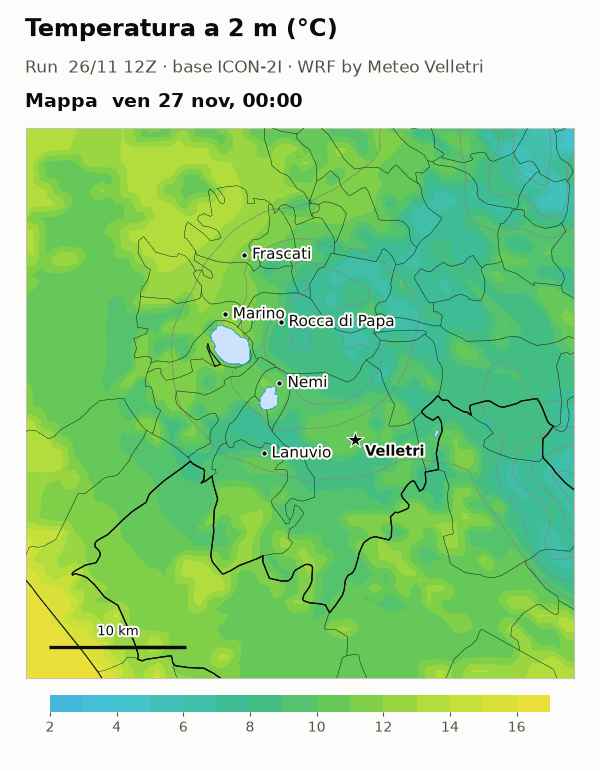 Temperatura a 2 m (°C)
Run  26/11 12Z · base ICON-2I · WRF by Meteo Velletri
Mappa  ven 27 nov, 00:00
Frascati
Marino
Rocca di Papa
Nemi
Velletri
Lanuvio
10 km
2 4 6 8 10 12 14 16